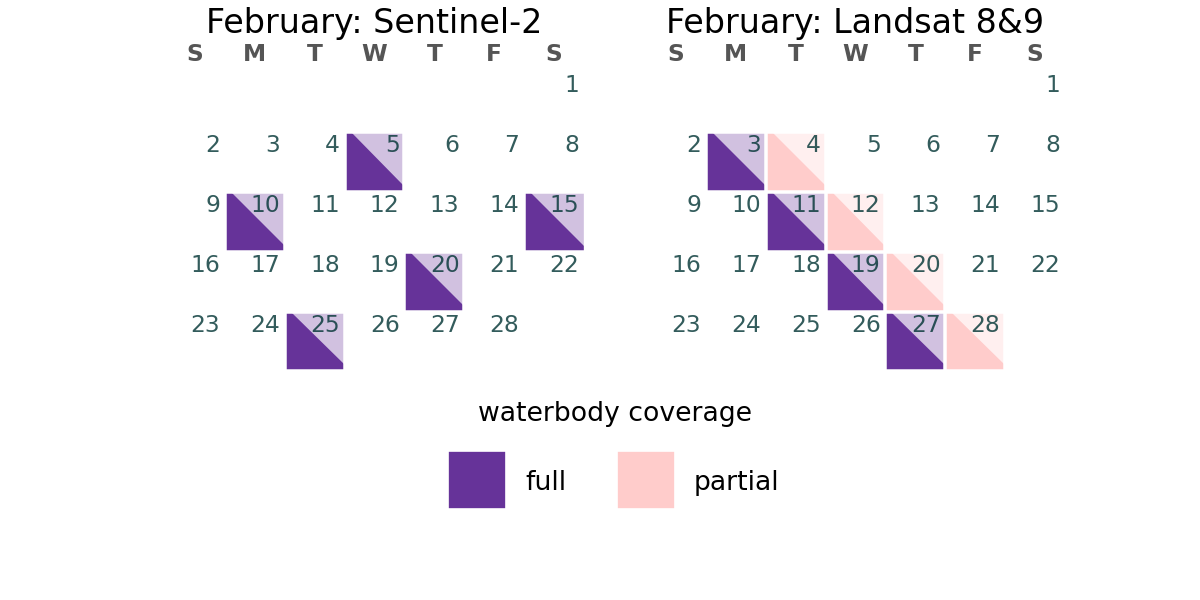 February: Sentinel-2
S M T W T F S
1
2 3 4 5 6 7 8
9 10 11 12 13 14 15
16 17 18 19 20 21 22
23 24 25 26 27 28
February: Landsat 8&9
S M T W T F S
1
2 3 4 5 6 7 8
9 10 11 12 13 14 15
16 17 18 19 20 21 22
23 24 25 26 27 28
waterbody coverage
full partial